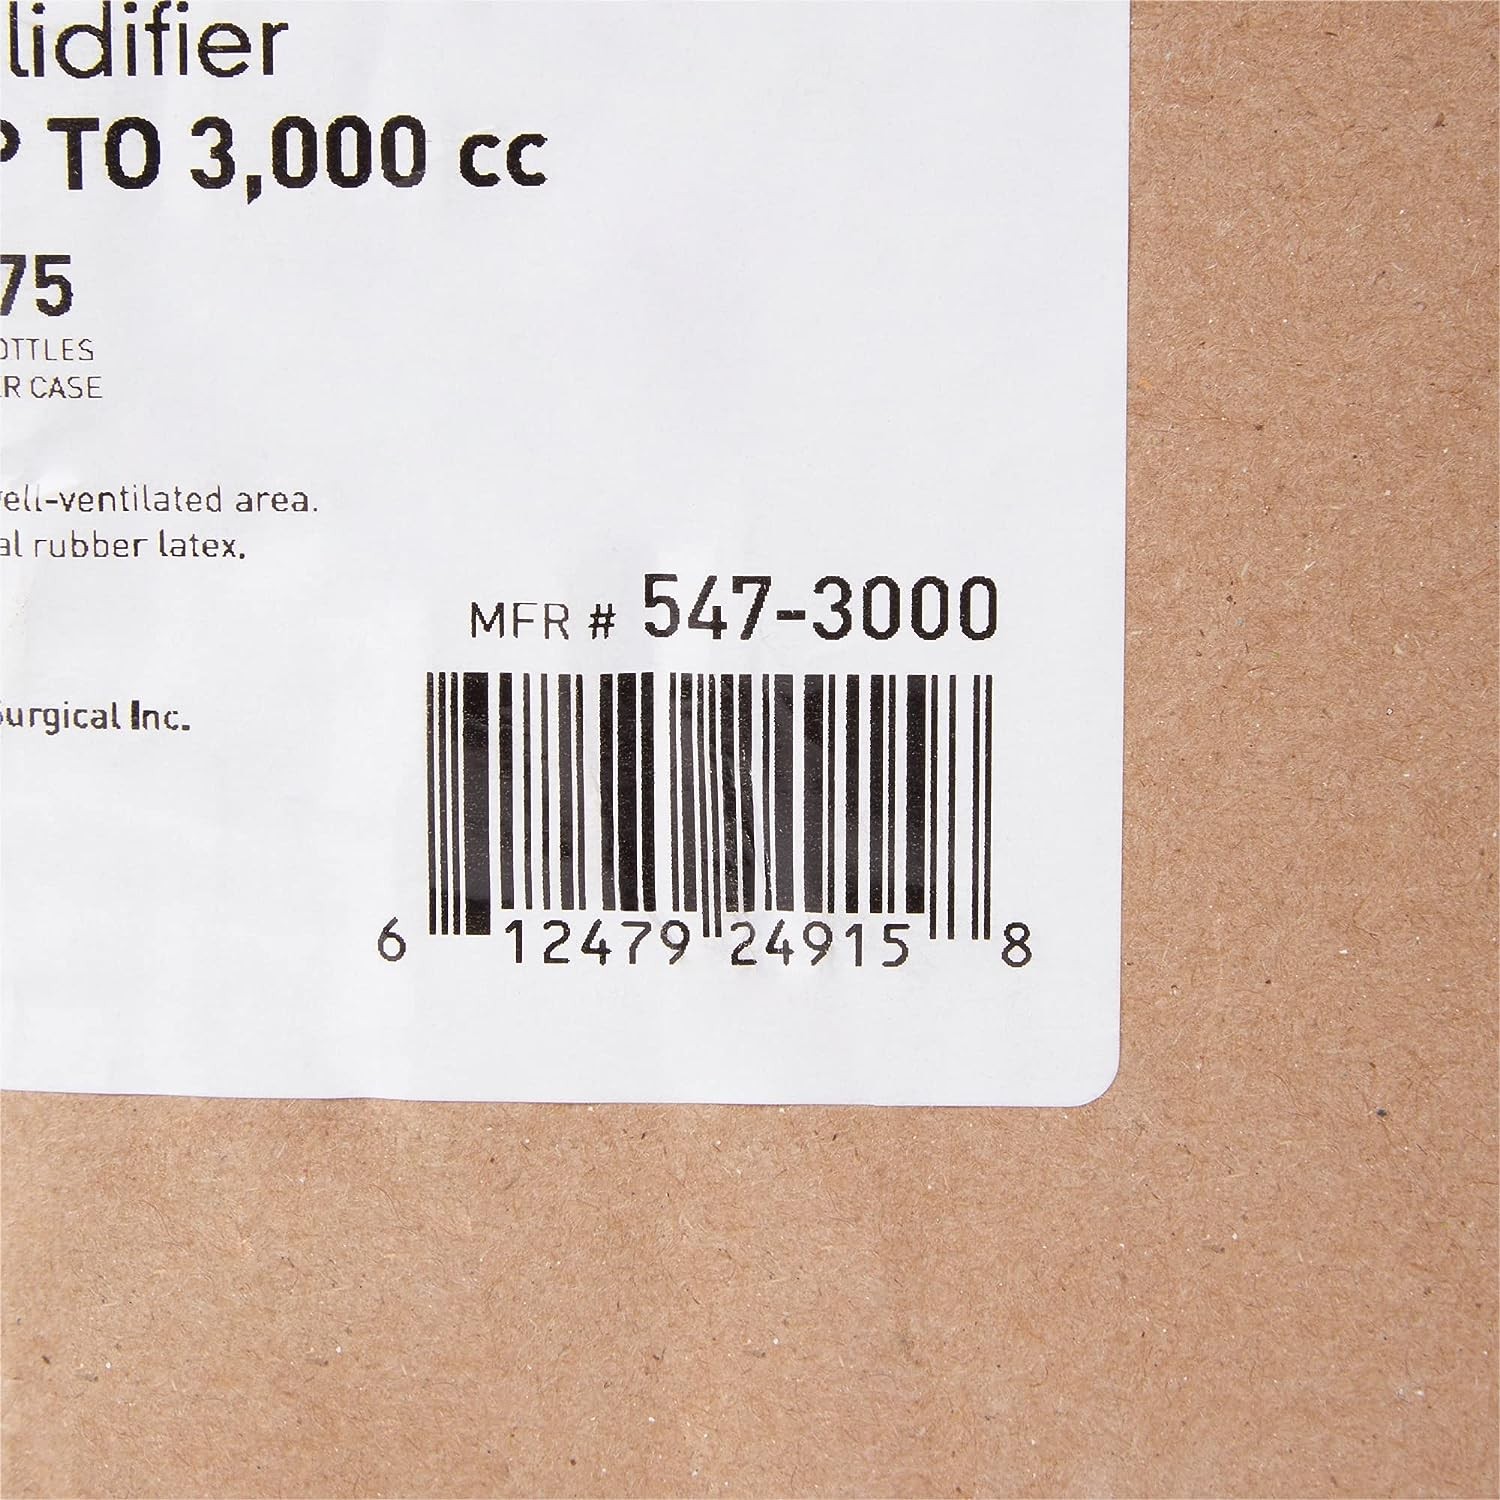 lidifier
P TO 3,000 cc
75
OTTLES
R CASE
well-ventilated area.
al rubber latex.
MFR # 547-3000
Surgical Inc.
6 12479 24915 8